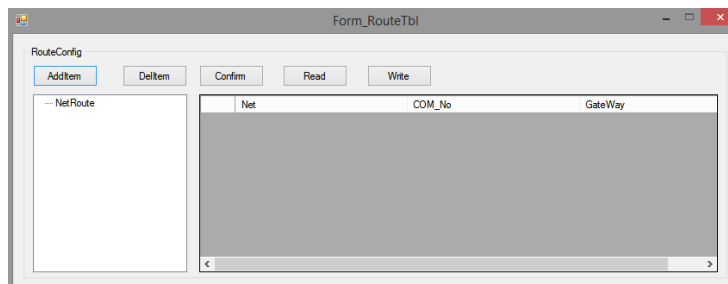 Form_RouteTbl
RouteConfig
AddItem DelItem Confirm Read Write
NetRoute
Net COM_No GateWay